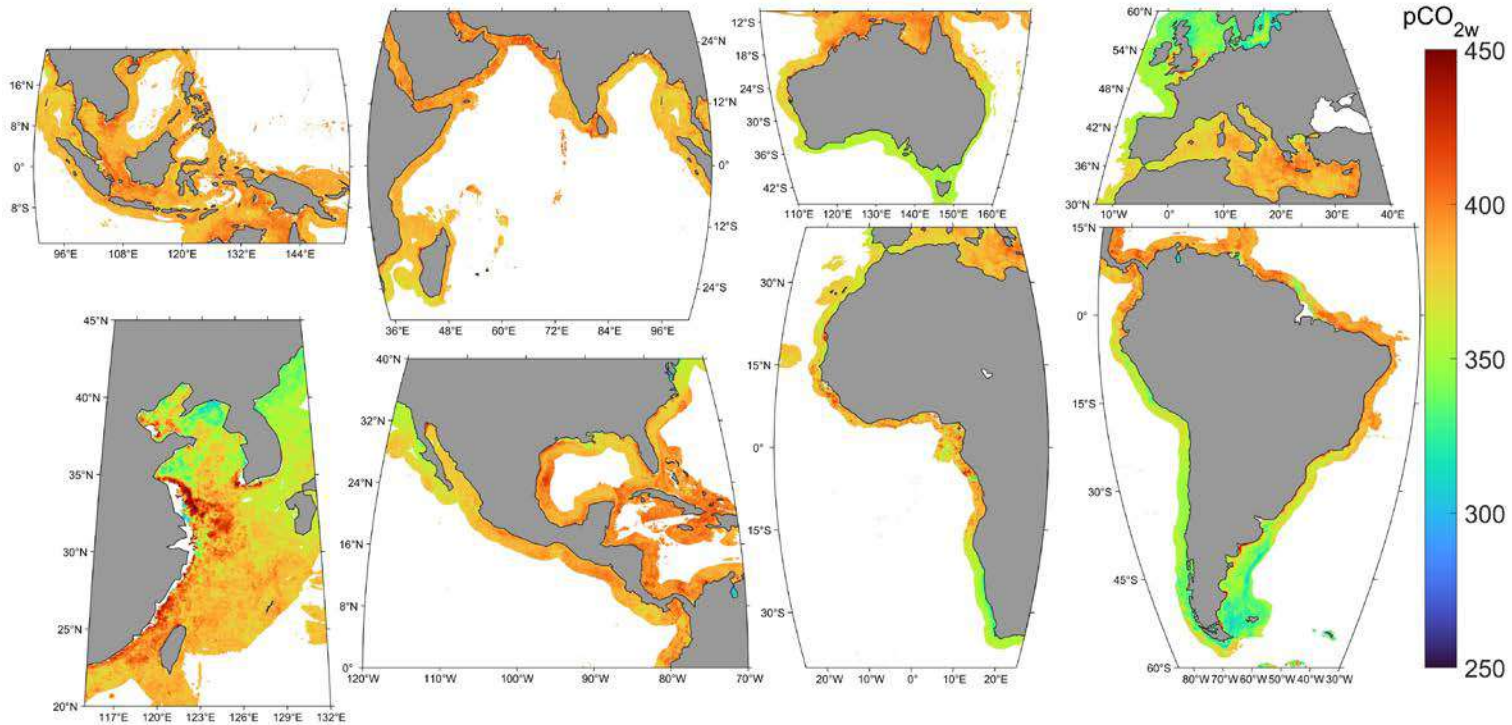 16°N
8°N
0°
8°S
96°E 108°E 120°E 132°E 144°E
24°N
12°N
0°
12°S
24°S
36°E 48°E 60°E 72°E 84°E 96°E
12°S
18°S
24°S
30°S
36°S
42°S
110°E 120°E 130°E 140°E 150°E 160°E
60°N
54°N
48°N
42°N
36°N
30°N
10°W 0° 10°E 20°E 30°E 40°E
45°N
40°N
35°N
30°N
25°N
20°N
117°E 120°E 123°E 126°E 129°E 132°E
40°N
32°N
24°N
16°N
8°N
0°
120°W 110°W 100°W 90°W 80°W 70°W
30°N
15°N
0°
15°S
30°S
20°W 10°W 0° 10°E 20°E
15°N
0°
15°S
30°S
45°S
60°S
80°W 70°W 60°W 50°W 40°W 30°W
pCO2w
450
400
350
300
250